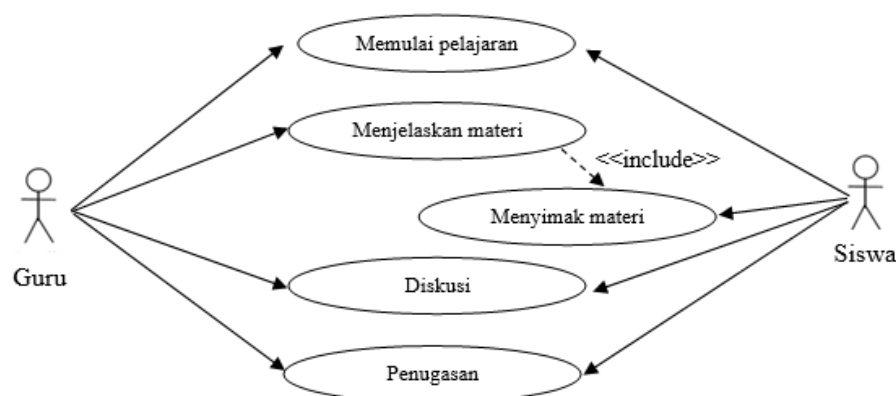 Memulai pelajaran
Menjelaskan materi
<<include>>
Menyimak materi
Guru
Siswa
Diskusi
Penugasan